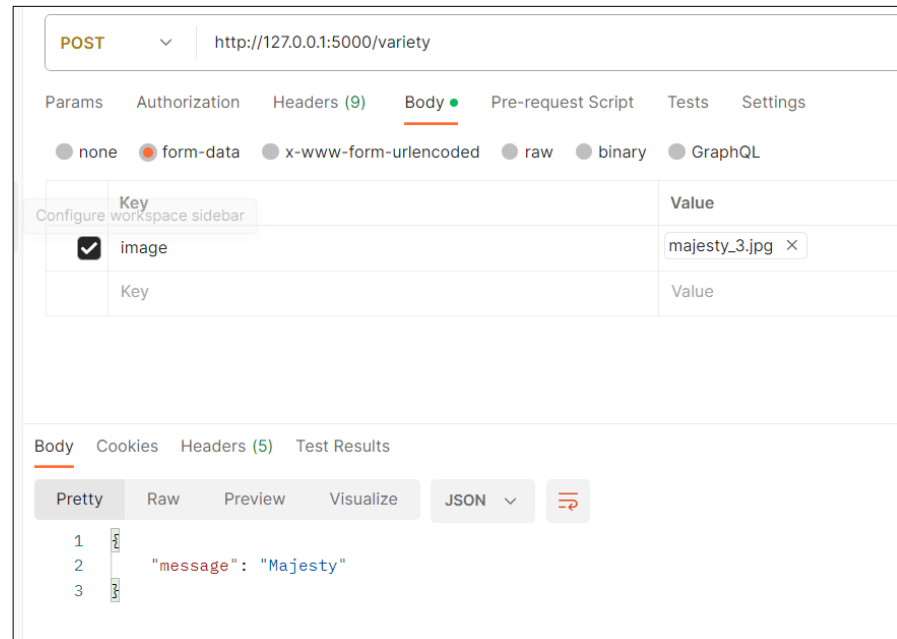 POST http://127.0.0.1:5000/variety
Params Authorization Headers (9) Body Pre-request Script Tests Settings
none form-data x-www-form-urlencoded raw binary GraphQL
Key Value
Configure workspace sidebar
image majesty_3.jpg ×
Key Value
Body Cookies Headers (5) Test Results
Pretty Raw Preview Visualize JSON
1 {
2 "message": "Majesty"
3 }